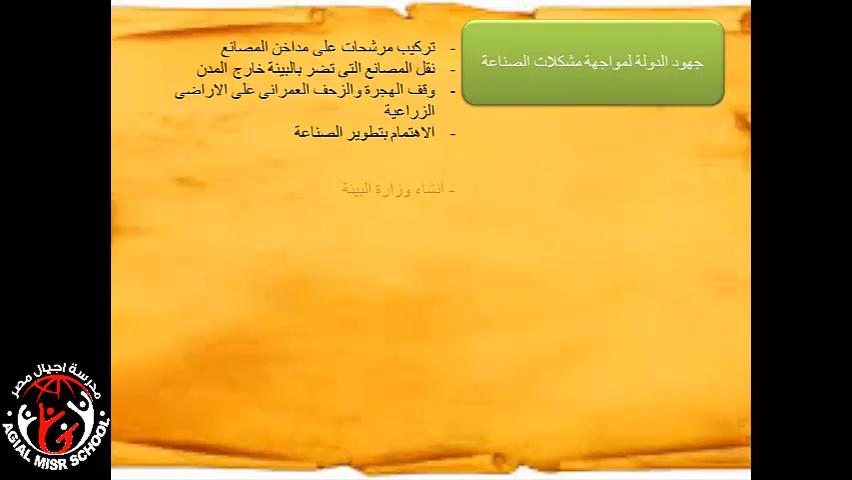 جهود الدولة لمواجهة مشكلات الصناعة
- تركيب مرشحات على مداخن المصانع
- نقل المصانع التى تضر بالبيئة خارج المدن
- وقف الهجرة والزحف العمرانى على الاراضى
الزراعية
- الاهتمام بتطوير الصناعة
- انشاء وزارة البيئة
مدرسة اجيال مصر
AGIAL MISR SCHOOL